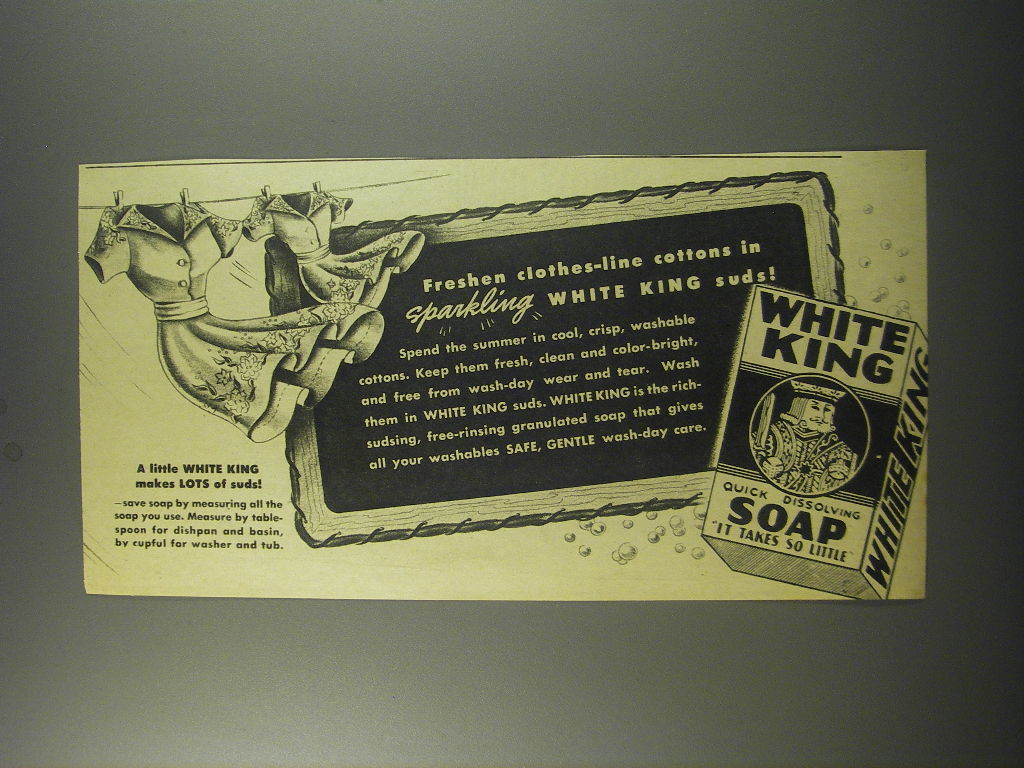 Freshen clothes-line cottons in
sparkling WHITE KING suds!
Spend the summer in cool, crisp, washable
cottons. Keep them fresh, clean and color-bright,
and free from wash-day wear and tear. Wash
them in WHITE KING suds. WHITE KING is the rich-
sudsing, free-rinsing granulated soap that gives
all your washables SAFE, GENTLE wash-day care.
A little WHITE KING
makes LOTS of suds!
—save soap by measuring all the
soap you use. Measure by table-
spoon for dishpan and basin,
by cupful for washer and tub.
WHITE
KING
QUICK DISSOLVING
SOAP
"IT TAKES SO LITTLE"
WHITE KING